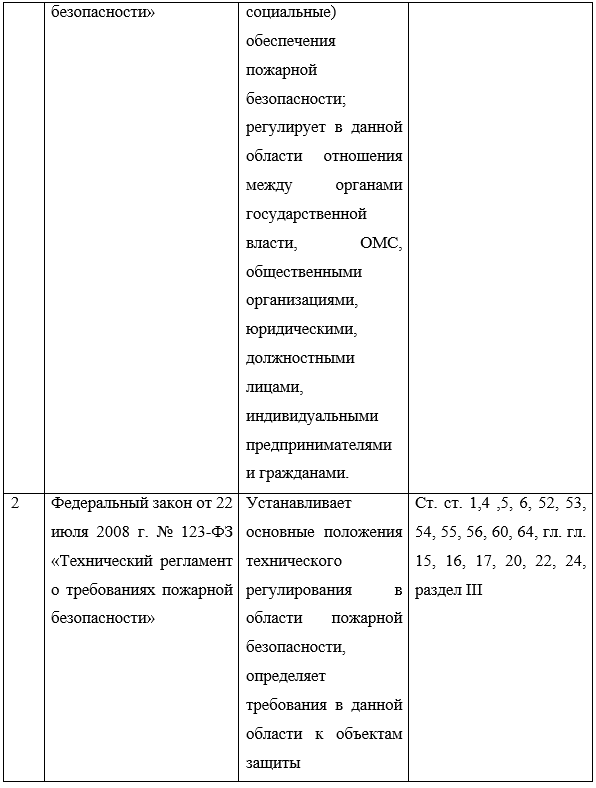 безопасности»
социальные)
обеспечения
пожарной
безопасности;
регулирует в данной
области отношения
между органами
государственной
власти, ОМС,
общественными
организациями,
юридическими,
должностными
лицами,
индивидуальными
предпринимателями
и гражданами.
2
Федеральный закон от 22
июля 2008 г. № 123-ФЗ
«Технический регламент
о требованиях пожарной
безопасности»
Устанавливает
основные положения
технического
регулирования в
области пожарной
безопасности,
определяет
требования в данной
области к объектам
защиты
Ст. ст. 1,4 ,5, 6, 52, 53,
54, 55, 56, 60, 64, гл. гл.
15, 16, 17, 20, 22, 24,
раздел III